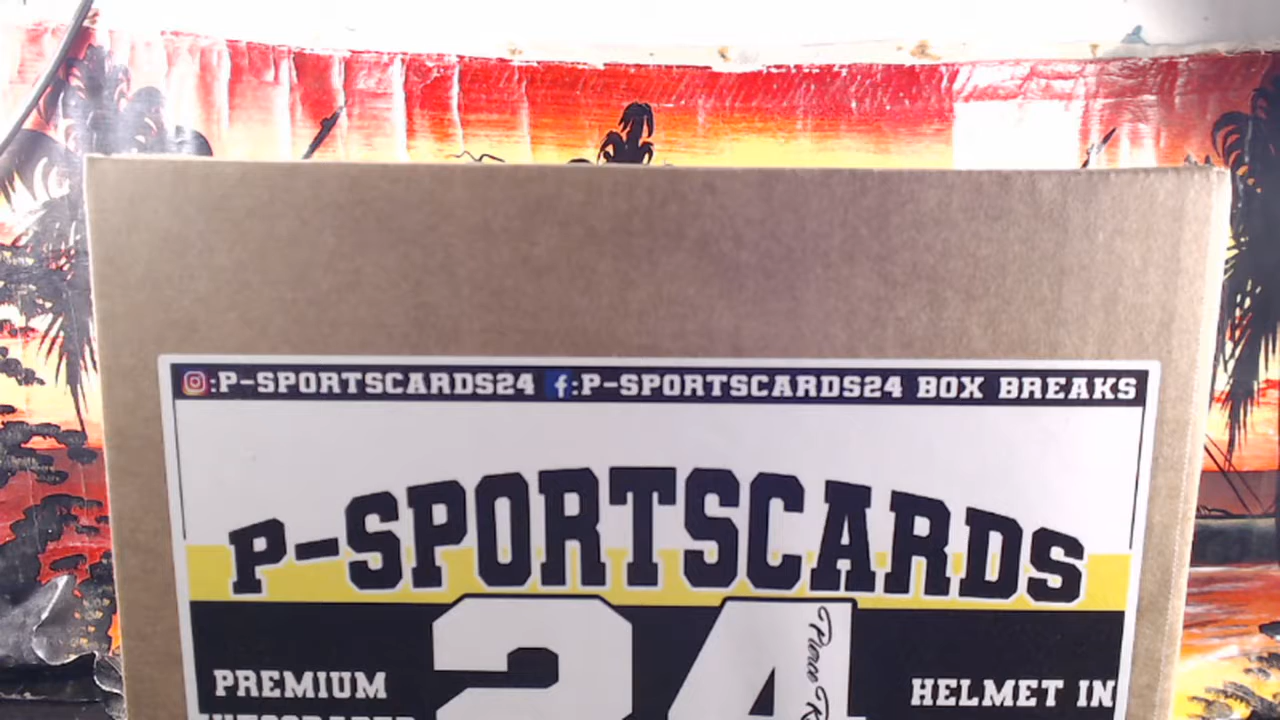 :P-SPORTSCARDS24 f:P-SPORTSCARDS24 BOX BREAKS
P-SPORTSCARDS
24
PREMIUM
HELMET IN